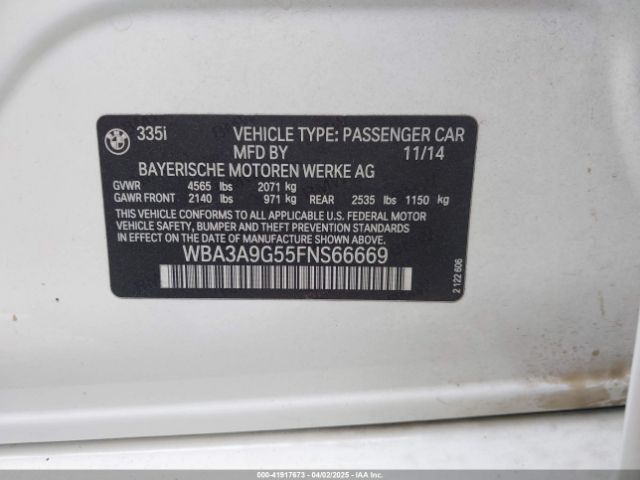 335i VEHICLE TYPE: PASSENGER CAR
MFD BY 11/14
BAYERISCHE MOTOREN WERKE AG
GVWR 4565 lbs 2071 kg
GAWR FRONT 2140 lbs 971 kg REAR 2535 lbs 1150 kg
THIS VEHICLE CONFORMS TO ALL APPLICABLE U.S. FEDERAL MOTOR
VEHICLE SAFETY, BUMPER AND THEFT PREVENTION STANDARDS
IN EFFECT ON THE DATE OF MANUFACTURE SHOWN ABOVE.
WBA3A9G55FNS66669
2 122 606
000-41917673 - 04/02/2025 - IAAI.COM